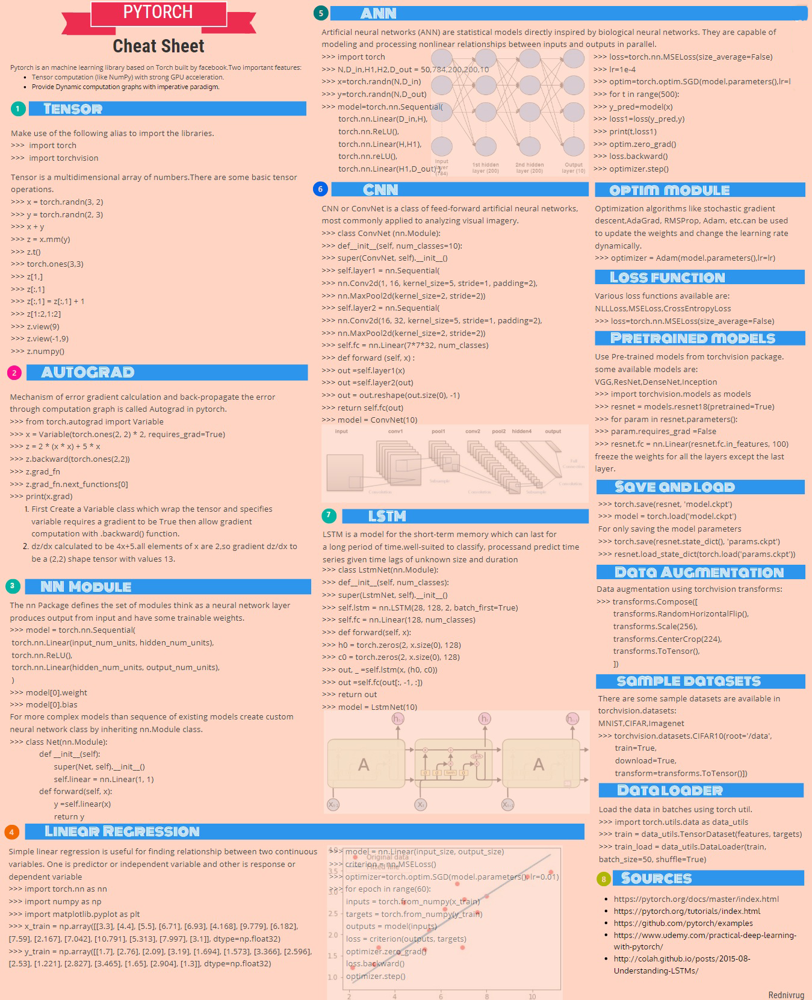 PYTORCH
Cheat Sheet
Pytorch is an machine learning library based on Torch built by facebook.Two important features:
• Tensor computation (like NumPy) with strong GPU acceleration.
• Provide Dynamic computation graphs with imperative paradigm.
1 TENSOR
Make use of the following alias to import the libraries.
>>> import torch
>>> import torchvision
Tensor is a multidimensional array of numbers.There are some basic tensor
operations.
>>> x = torch.randn(3, 2)
>>> y = torch.randn(2, 3)
>>> x + y
>>> z = x.mm(y)
>>> z.t()
>>> torch.ones(3,3)
>>> z[1,]
>>> z[:,1]
>>> z[:,1] = z[:,1] + 1
>>> z[1:2,1:2]
>>> z.view(9)
>>> z.view(-1,9)
>>> z.numpy()
2 AUTOGRAD
Mechanism of error gradient calculation and back-propagate the error
through computation graph is called Autograd in pytorch.
>>> from torch.autograd import Variable
>>> x = Variable(torch.ones(2, 2) * 2, requires_grad=True)
>>> z = 2 * (x * x) + 5 * x
>>> z.backward(torch.ones(2,2))
>>> z.grad_fn
>>> z.grad_fn.next_functions[0]
>>> print(x.grad)
1. First Create a Variable class which wrap the tensor and specifies
variable requires a gradient to be True then allow gradient
computation with .backward() function.
2. dz/dx calculated to be 4x+5.all elements of x are 2,so gradient dz/dx to
be a (2,2) shape tensor with values 13.
3 NN MODULE
The nn Package defines the set of modules think as a neural network layer
produces output from input and have some trainable weights.
>>> model = torch.nn.Sequential(
torch.nn.Linear(input_num_units, hidden_num_units),
torch.nn.ReLU(),
torch.nn.Linear(hidden_num_units, output_num_units),
)
>>> model[0].weight
>>> model[0].bias
For more complex models than sequence of existing models create custom
neural network class by inheriting nn.Module class.
>>> class Net(nn.Module):
def __init__(self):
super(Net, self).__init__()
self.linear = nn.Linear(1, 1)
def forward(self, x):
y =self.linear(x)
return y
4 LINEAR REGRESSION
Simple linear regression is useful for finding relationship between two continuous
variables. One is predictor or independent variable and other is response or
dependent variable
>>> import torch.nn as nn
>>> import numpy as np
>>> import matplotlib.pyplot as plt
>>> x_train = np.array([[3.3], [4.4], [5.5], [6.71], [6.93], [4.168], [9.779], [6.182],
[7.59], [2.167], [7.042], [10.791], [5.313], [7.997], [3.1]], dtype=np.float32)
>>> y_train = np.array([[1.7], [2.76], [2.09], [3.19], [1.694], [1.573], [3.366], [2.596],
[2.53], [1.221], [2.827], [3.465], [1.65], [2.904], [1.3]], dtype=np.float32)
>>> model = nn.Linear(input_size, output_size)
>>> criterion = nn.MSELoss()
>>> optimizer=torch.optim.SGD(model.parameters(), lr=0.01)
>>> for epoch in range(60):
inputs = torch.from_numpy(x_train)
targets = torch.from_numpy(y_train)
outputs = model(inputs)
loss = criterion(outputs, targets)
optimizer.zero_grad()
loss.backward()
optimizer.step()
Original data
Fitted line
4.0
3.5
3.0
2.5
2.0
1.5
1.0
2 4 6 8 10
5 ANN
Artificial neural networks (ANN) are statistical models directly inspired by biological neural networks. They are capable of
modeling and processing nonlinear relationships between inputs and outputs in parallel.
>>> import torch
>>> N,D_in,H1,H2,D_out = 50,784,200,200,10
>>> x=torch.randn(N,D_in)
>>> y=torch.randn(N,D_out)
>>> model=torch.nn.Sequential(
torch.nn.Linear(D_in,H),
torch.nn.ReLU(),
torch.nn.Linear(H,H1),
torch.nn.reLU(),
torch.nn.Linear(H1,D_out) )
Input layer (784)
1st hidden layer (200)
2nd hidden layer (200)
Output layer (10)
>>> loss=torch.nn.MSELoss(size_average=False)
>>> lr=1e-4
>>> optim=torch.optim.SGD(model.parameters(),lr=l
>>> for t in range(500):
>>> y_pred=model(x)
>>> loss1=loss(y_pred,y)
>>> print(t,loss1)
>>> optim.zero_grad()
>>> loss.backward()
>>> optimizer.step()
6 CNN
CNN or ConvNet is a class of feed-forward artificial neural networks,
most commonly applied to analyzing visual imagery.
>>> class ConvNet (nn.Module):
>>> def__init__(self, num_classes=10):
>>> super(ConvNet, self).__init__()
>>> self.layer1 = nn.Sequential(
>>> nn.Conv2d(1, 16, kernel_size=5, stride=1, padding=2),
>>> nn.MaxPool2d(kernel_size=2, stride=2))
>>> self.layer2 = nn.Sequential(
>>> nn.Conv2d(16, 32, kernel_size=5, stride=1, padding=2),
>>> nn.MaxPool2d(kernel_size=2, stride=2))
>>> self.fc = nn.Linear(7*7*32, num_classes)
>>> def forward (self, x) :
>>> out =self.layer1(x)
>>> out =self.layer2(out)
>>> out = out.reshape(out.size(0), -1)
>>> return self.fc(out)
>>> model = ConvNet(10)
input conv1 pool1 conv2 pool2 hidden4 output
Full Connection
Subsample Convolution
Convolution Convolution Subsample
7 LSTM
LSTM is a model for the short-term memory which can last for
a long period of time.well-suited to classify, processand predict time
series given time lags of unknown size and duration
>>> class LstmNet(nn.Module):
>>> def__init__(self, num_classes):
>>> super(LstmNet, self).__init__()
>>> self.lstm = nn.LSTM(28, 128, 2, batch_first=True)
>>> self.fc = nn.Linear(128, num_classes)
>>> def forward(self, x):
>>> h0 = torch.zeros(2, x.size(0), 128)
>>> c0 = torch.zeros(2, x.size(0), 128)
>>> out, _ =self.lstm(x, (h0, c0))
>>> out =self.fc(out[:, -1, :])
>>> return out
>>> model = LstmNet(10)
ht-1 ht ht+1
tanh
A A
σ σ tanh σ
Xt-1 Xt Xt+1
OPTIM MODULE
Optimization algorithms like stochastic gradient
descent,AdaGrad, RMSProp, Adam, etc.can be used
to update the weights and change the learning rate
dynamically.
>>> optimizer = Adam(model.parameters(),lr=lr)
LOSS FUNCTION
Various loss functions available are:
NLLLoss,MSELoss,CrossEntropyLoss
>>> loss=torch.nn.MSELoss(size_average=False)
PRETRAINED MODELS
Use Pre-trained models from torchvision package.
some available models are:
VGG,ResNet,DenseNet,Inception
>>> import torchvision.models as models
>>> resnet = models.resnet18(pretrained=True)
>>> for param in resnet.parameters():
>>> param.requires_grad =False
>>> resnet.fc = nn.Linear(resnet.fc.in_features, 100)
freeze the weights for all the layers except the last
layer.
SAVE AND LOAD
>>> torch.save(resnet, 'model.ckpt')
>>> model = torch.load('model.ckpt')
For only saving the model parameters
>>> torch.save(resnet.state_dict(), 'params.ckpt')
>>> resnet.load_state_dict(torch.load('params.ckpt'))
DATA AUGMENTATION
Data augmentation using torchvision transforms:
>>> transforms.Compose([
transforms.RandomHorizontalFlip(),
transforms.Scale(256),
transforms.CenterCrop(224),
transforms.ToTensor(),
])
SAMPLE DATASETS
There are some sample datasets are available in
torchvision.datasets:
MNIST,CIFAR,Imagenet
>>> torchvision.datasets.CIFAR10(root='/data',
train=True,
download=True,
transform=transforms.ToTensor()])
DATA LOADER
Load the data in batches using torch util.
>>> import torch.utils.data as data_utils
>>> train = data_utils.TensorDataset(features, targets)
>>> train_load = data_utils.DataLoader(train,
batch_size=50, shuffle=True)
8 SOURCES
• https://pytorch.org/docs/master/index.html
• https://pytorch.org/tutorials/index.html
• https://github.com/pytorch/examples
• https://www.udemy.com/practical-deep-learning-
with-pytorch/
• http://colah.github.io/posts/2015-08-
Understanding-LSTMs/
Rednivrug